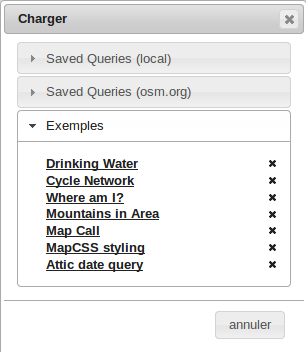 Charger
Saved Queries (local)
Saved Queries (osm.org)
Exemples
Drinking Water
Cycle Network
Where am I?
Mountains in Area
Map Call
MapCSS styling
Attic date query
annuler